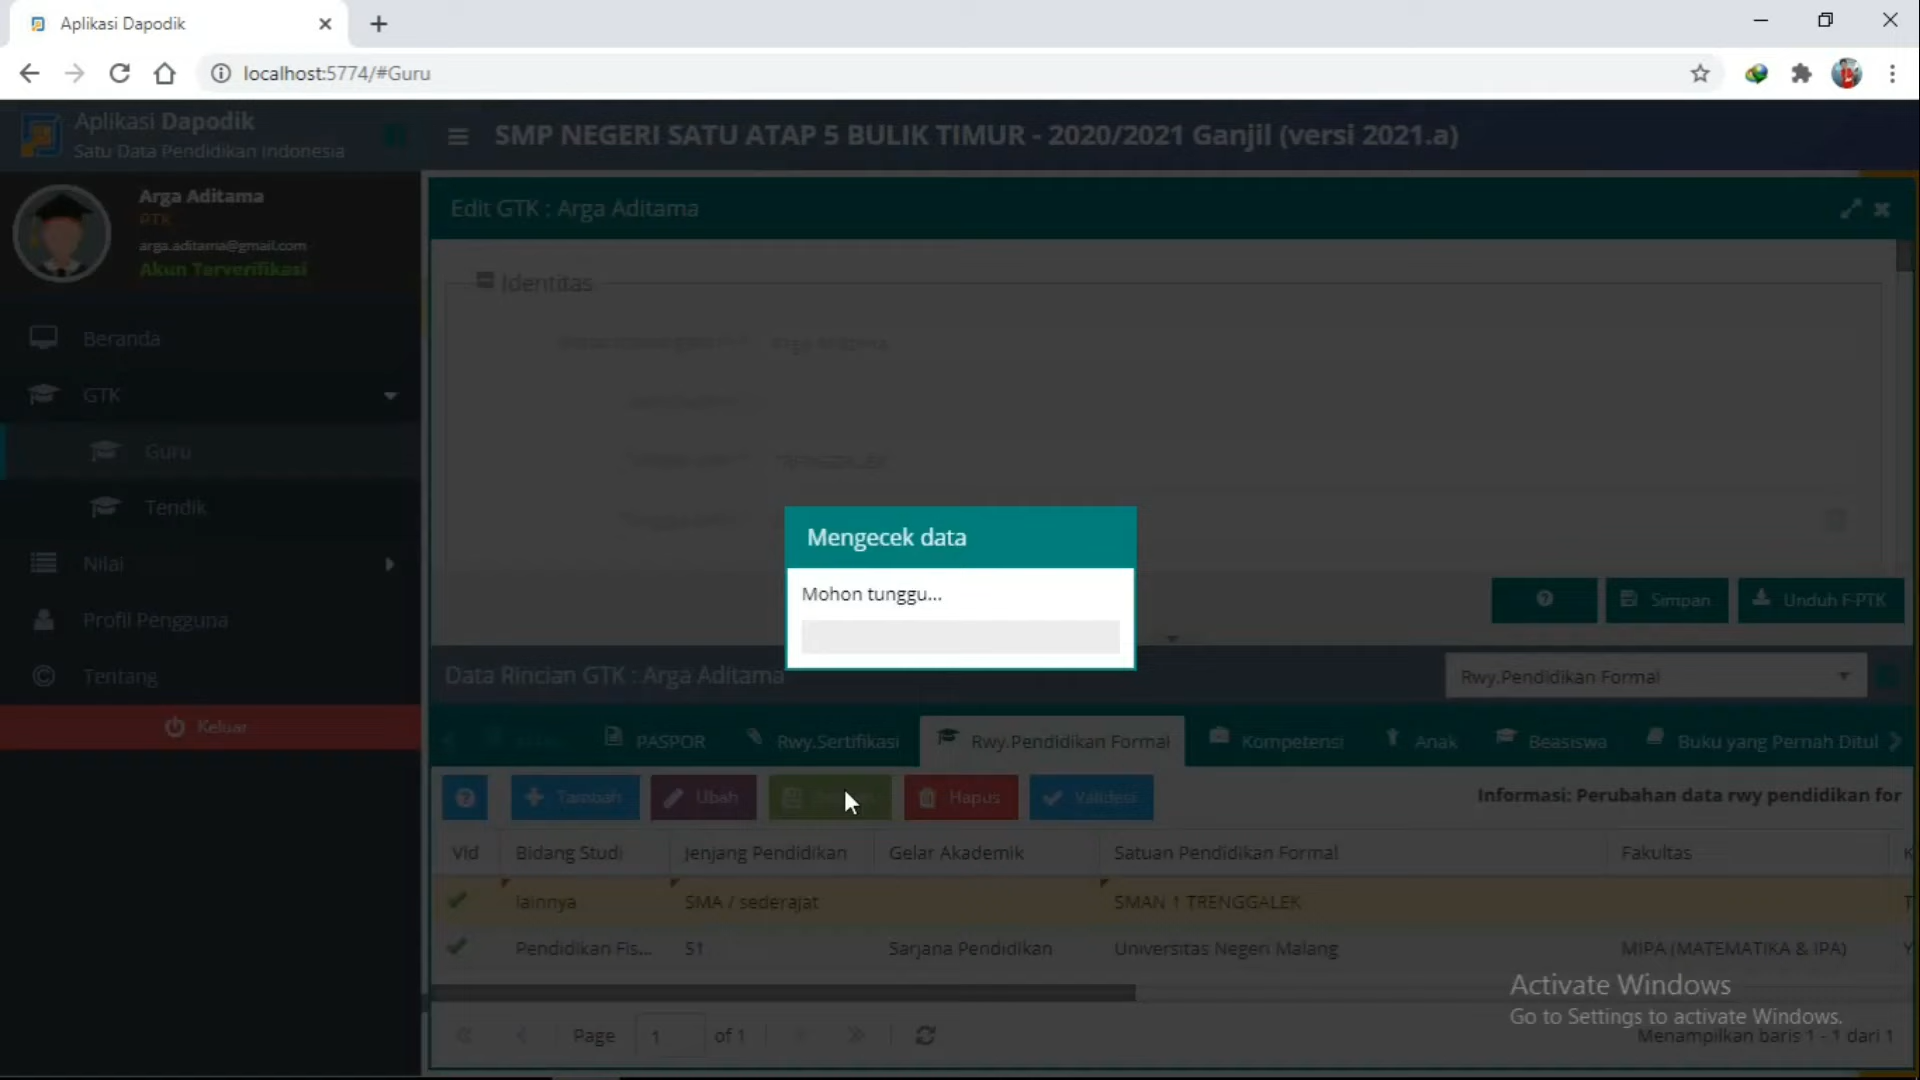 Aplikasi Dapodik
localhost:5774/#Guru
Aplikasi Dapodik
Satu Data Pendidikan Indonesia
SMP NEGERI SATU ATAP 5 BULIK TIMUR - 2020/2021 Ganjil (versi 2021.a)
Arga Aditama
PTK
arga.aditama@gmail.com
Akun Terverifikasi
Beranda
GTK
Guru
Tendik
Nilai
Profil Pengguna
Tentang
Keluar
Edit GTK : Arga Aditama
Identitas
Arga Aditama
TRENGGALEK
Mengecek data
Mohon tunggu...
Simpan
Unduh F-PTK
Data Rincian GTK : Arga Aditama
Rwy.Pendidikan Formal
PASPOR
Rwy.Sertifikasi
Rwy.Pendidikan Formal
Kompetensi
Anak
Beasiswa
Buku yang Pernah Ditul
Tambah
Ubah
Hapus
Validasi
Informasi: Perubahan data rwy pendidikan for
Vld Bidang Studi Jenjang Pendidikan Gelar Akademik Satuan Pendidikan Formal Fakultas K
lainnya SMA / sederajat SMAN 1 TRENGGALEK T
Pendidikan Fis... S1 Sarjana Pendidikan Universitas Negeri Malang MIPA (MATEMATIKA & IPA) Y
Activate Windows
Go to Settings to activate Windows.
Page 1 of 1
Menampilkan baris 1 - 1 dari 1